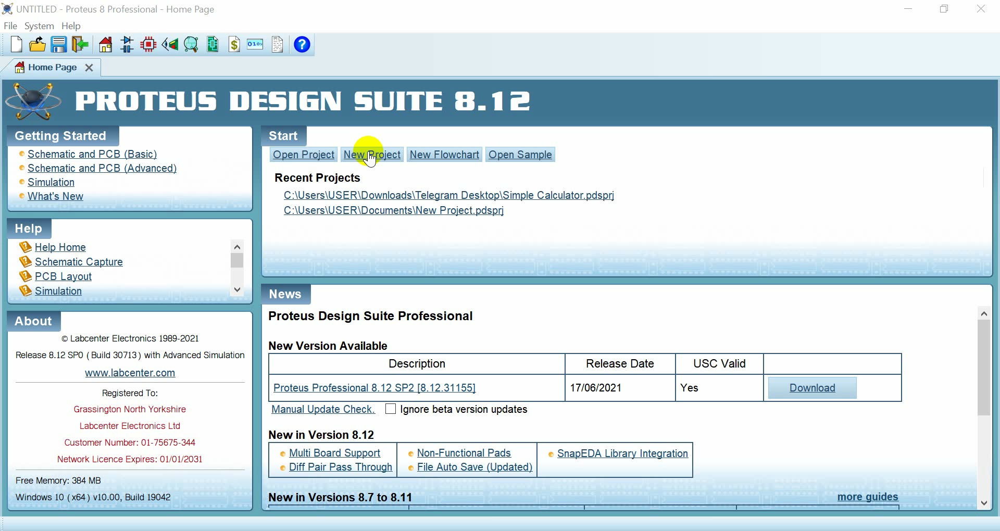 UNTITLED - Proteus 8 Professional - Home Page
File System Help
Home Page
PROTEUS DESIGN SUITE 8.12
Getting Started
Schematic and PCB (Basic)
Schematic and PCB (Advanced)
Simulation
What's New
Help
Help Home
Schematic Capture
PCB Layout
Simulation
About
© Labcenter Electronics 1989-2021
Release 8.12 SP0 (Build 30713) with Advanced Simulation
www.labcenter.com
Registered To:
Grassington North Yorkshire
Labcenter Electronics Ltd
Customer Number: 01-75675-344
Network Licence Expires: 01/01/2031
Free Memory: 384 MB
Windows 10 (x64) v10.00, Build 19042
Start
Open Project New Project New Flowchart Open Sample
Recent Projects
C:\Users\USER\Downloads\Telegram Desktop\Simple Calculator.pdsprj
C:\Users\USER\Documents\New Project.pdsprj
News
Proteus Design Suite Professional
New Version Available
Description Release Date USC Valid
Proteus Professional 8.12 SP2 [8.12.31155] 17/06/2021 Yes Download
Manual Update Check. Ignore beta version updates
New in Version 8.12
Multi Board Support Non-Functional Pads SnapEDA Library Integration
Diff Pair Pass Through File Auto Save (Updated)
New in Versions 8.7 to 8.11 more guides